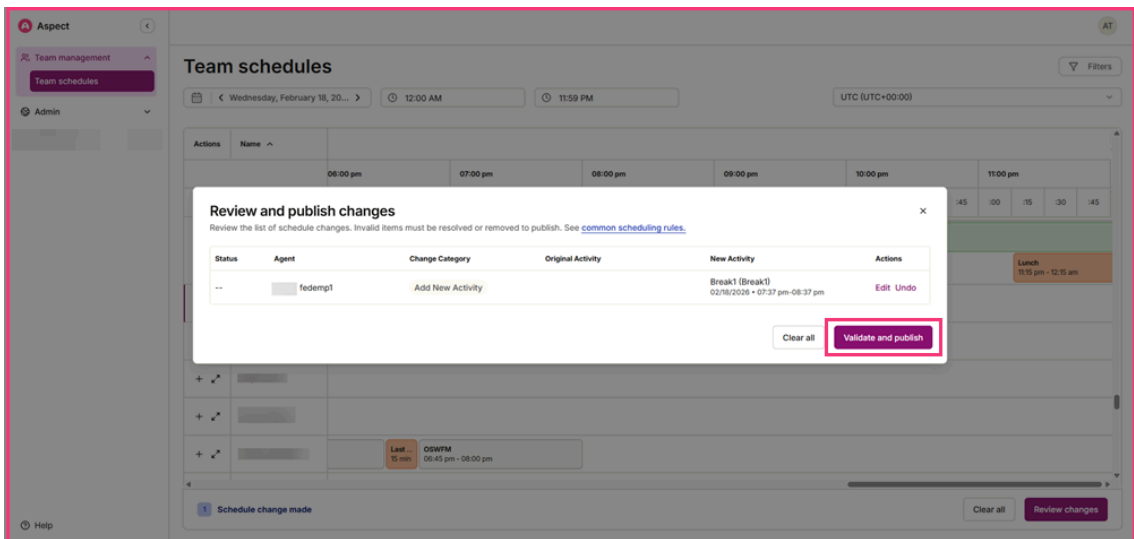 Aspect
AT
Team management
Team schedules
Admin
Help
Team schedules
Filters
Wednesday, February 18, 20...
12:00 AM
11:59 PM
UTC (UTC+00:00)
Actions Name
06:00 pm 07:00 pm 08:00 pm 09:00 pm 10:00 pm 11:00 pm
:45 :00 :15 :30 :45
Lunch
11:15 pm - 12:15 am
Review and publish changes
Review the list of schedule changes. Invalid items must be resolved or removed to publish. See common scheduling rules.
Status Agent Change Category Original Activity New Activity Actions
-- fedemp1 Add New Activity Break1 (Break1) Edit Undo
02/18/2026 • 07:37 pm-08:37 pm
Clear all Validate and publish
Last... OSWFM
15 min 06:45 pm - 08:00 pm
1 Schedule change made
Clear all Review changes